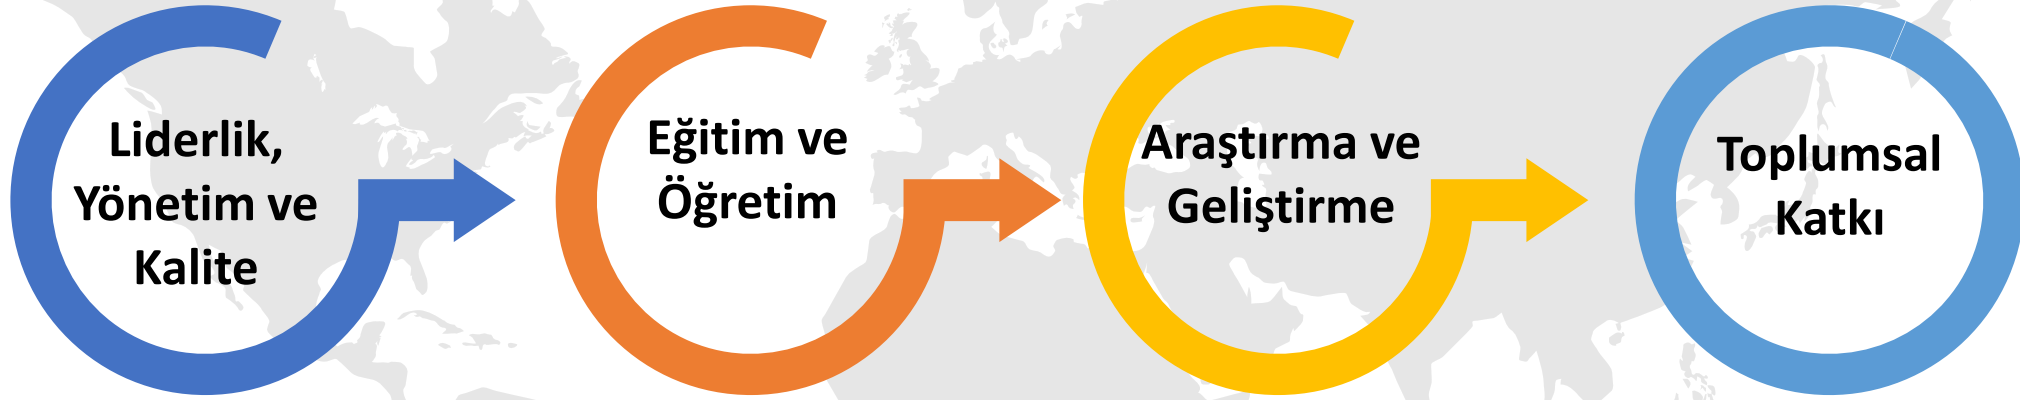 Liderlik,
Yönetim ve
Kalite
Eğitim ve
Öğretim
Araştırma ve
Geliştirme
Toplumsal
Katkı